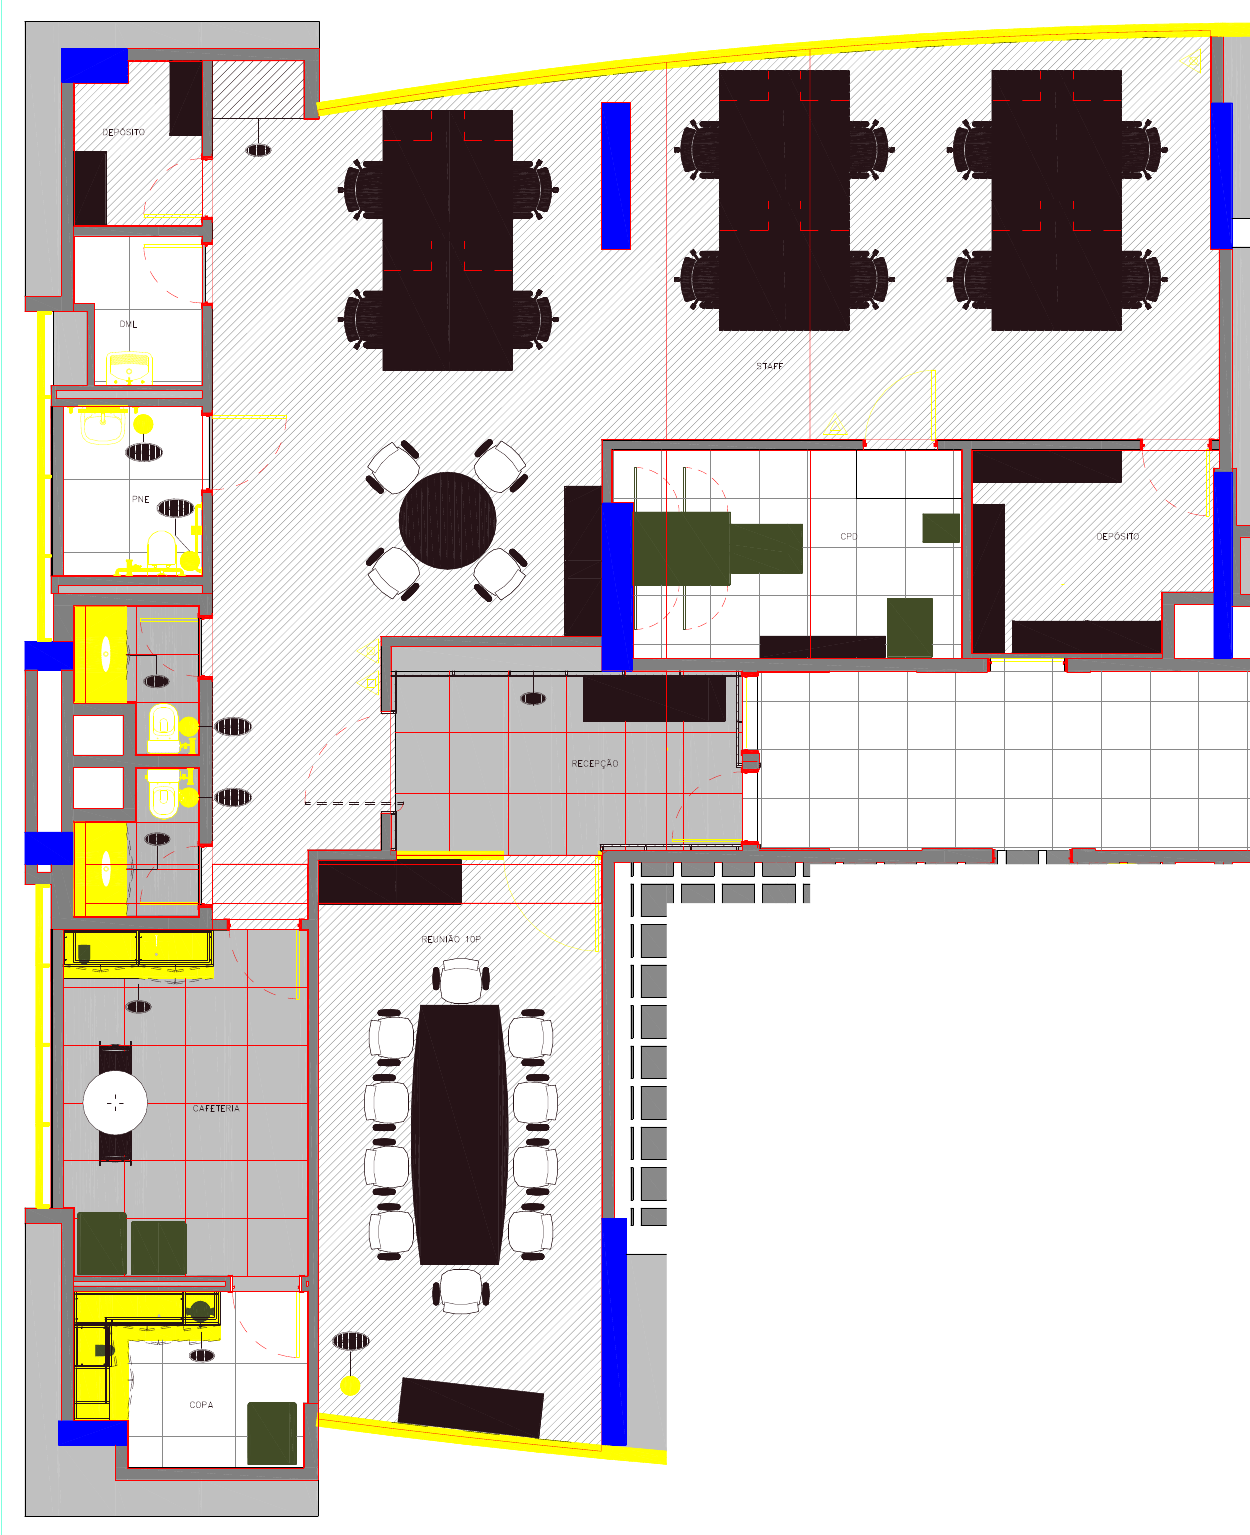 DEPÓSITO
DML
STAFF
PNE
CPD
DEPÓSITO
RECEPÇÃO
REUNIÃO 10P
CAFETERIA
COPA